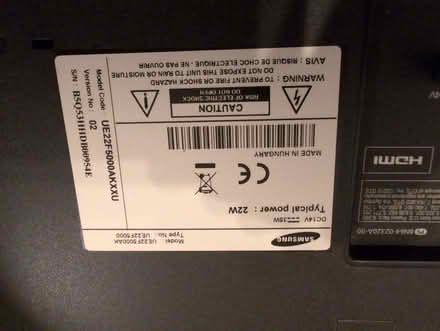 SAMSUNG
Model: UE22F5000AK
Type No.: UE22F5000
DC14V 35W
Typical power : 22W
MADE IN HUNGARY
CAUTION
RISK OF ELECTRIC SHOCK
DO NOT OPEN
WARNING : TO PREVENT FIRE OR SHOCK HAZARD
DO NOT EXPOSE THIS UNIT TO RAIN OR MOISTURE
AVIS : RISQUE DE CHOC ELECTRIQUE - NE PAS OUVRIR
Model Code: UE22F5000AKXXU
Version No : 02
S/N :
HDMI